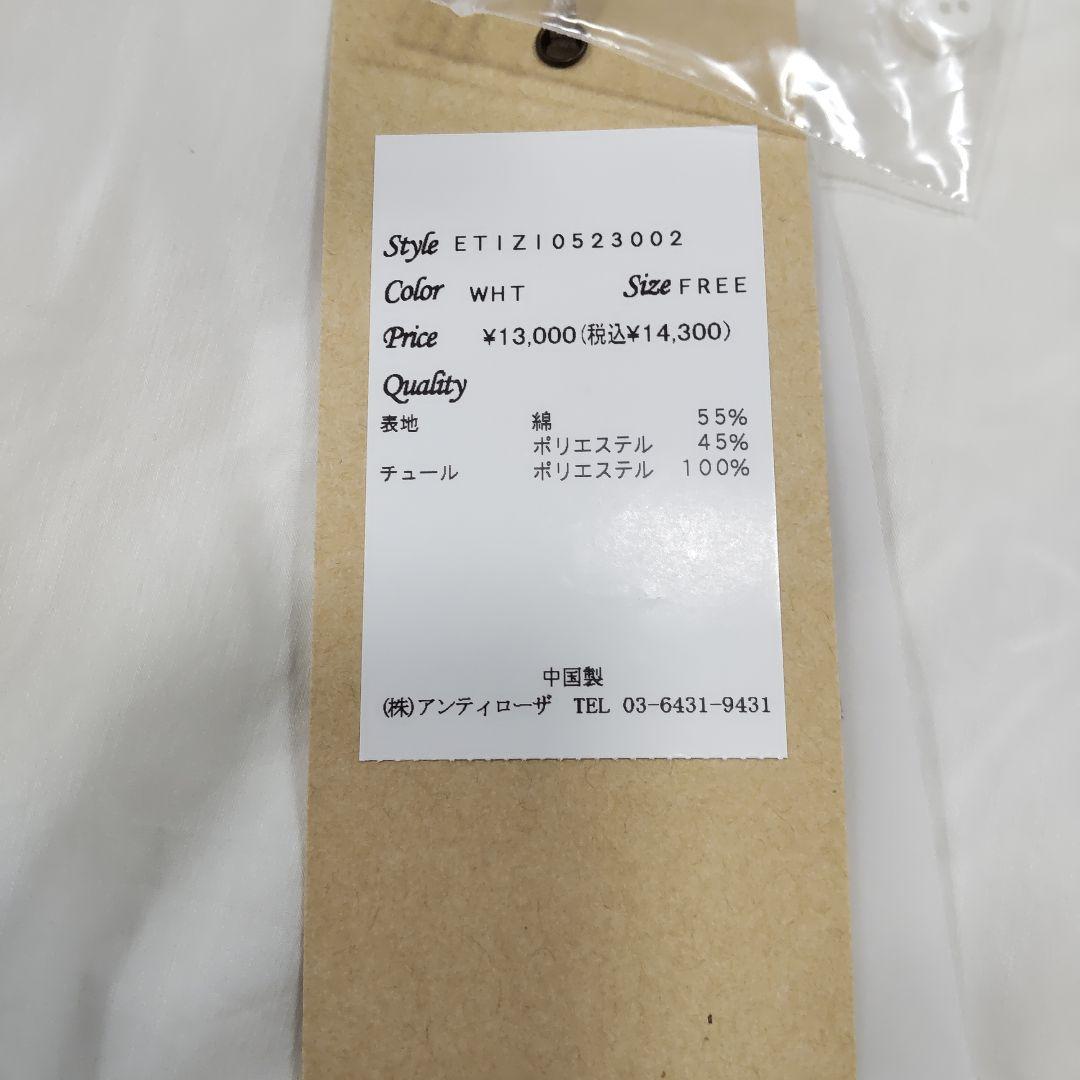 Style ETIZI0523002
Color WHT Size FREE
Price ¥13,000(税込¥14,300)
Quality
表地 綿 55%
ポリエステル 45%
チュール ポリエステル 100%
中国製
(株)アンティローザ TEL 03-6431-9431